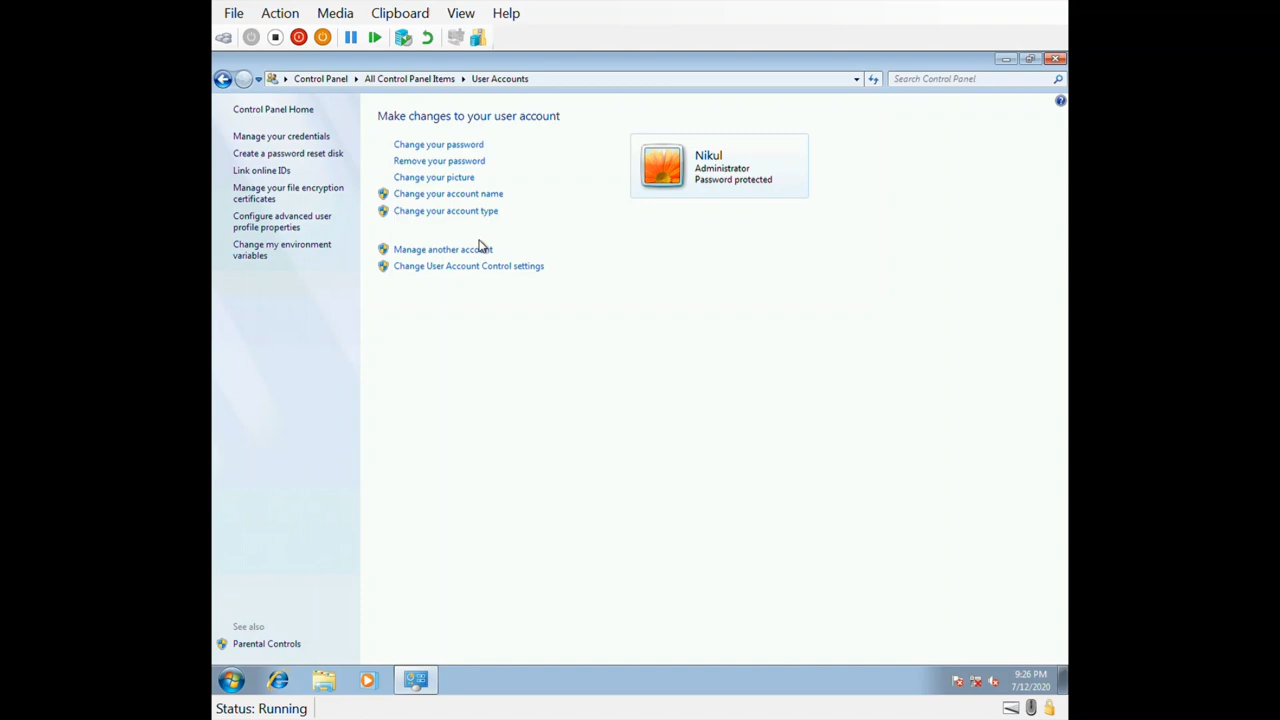 File Action Media Clipboard View Help
Control Panel All Control Panel Items User Accounts
Search Control Panel
Control Panel Home
Manage your credentials
Create a password reset disk
Link online IDs
Manage your file encryption
certificates
Configure advanced user
profile properties
Change my environment
variables
See also
Parental Controls
Make changes to your user account
Change your password
Remove your password
Change your picture
Change your account name
Change your account type
Manage another account
Change User Account Control settings
Nikul
Administrator
Password protected
9:26 PM
7/12/2020
Status: Running